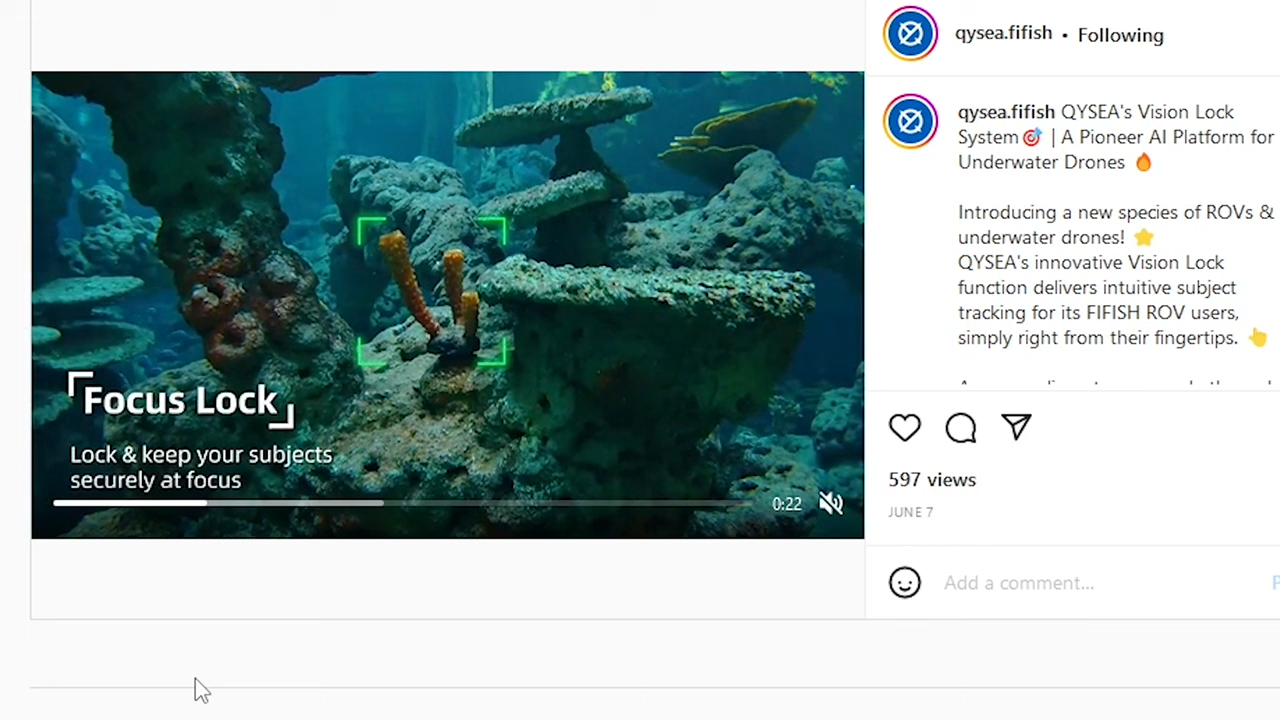 qysea.fifish • Following
qysea.fifish QYSEA's Vision Lock
System🎯 | A Pioneer AI Platform for
Underwater Drones 🔥
Introducing a new species of ROVs &
underwater drones! ⭐
QYSEA's innovative Vision Lock
function delivers intuitive subject
tracking for its FIFISH ROV users,
simply right from their fingertips. 👆
Focus Lock
Lock & keep your subjects
securely at focus
0:22
597 views
JUNE 7
Add a comment...